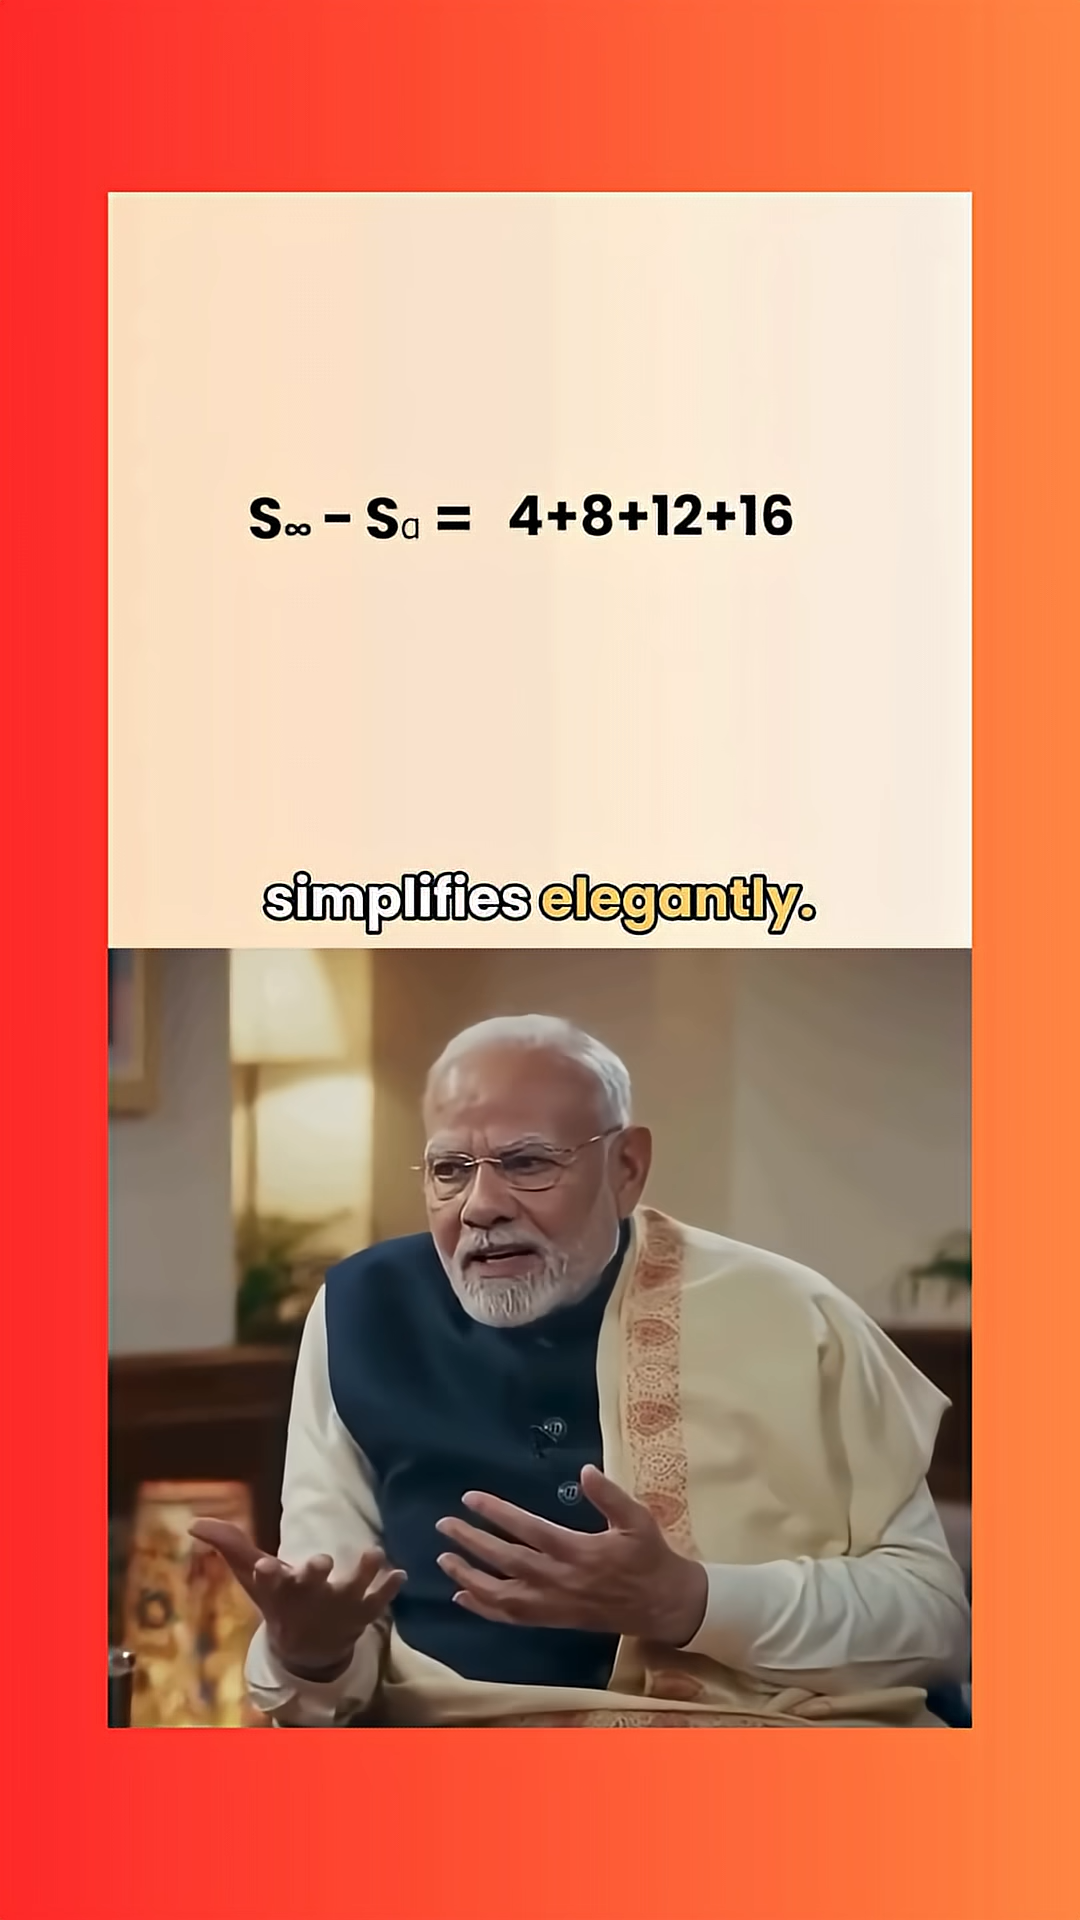 S∞ - Sa = 4+8+12+16
simplifies elegantly.